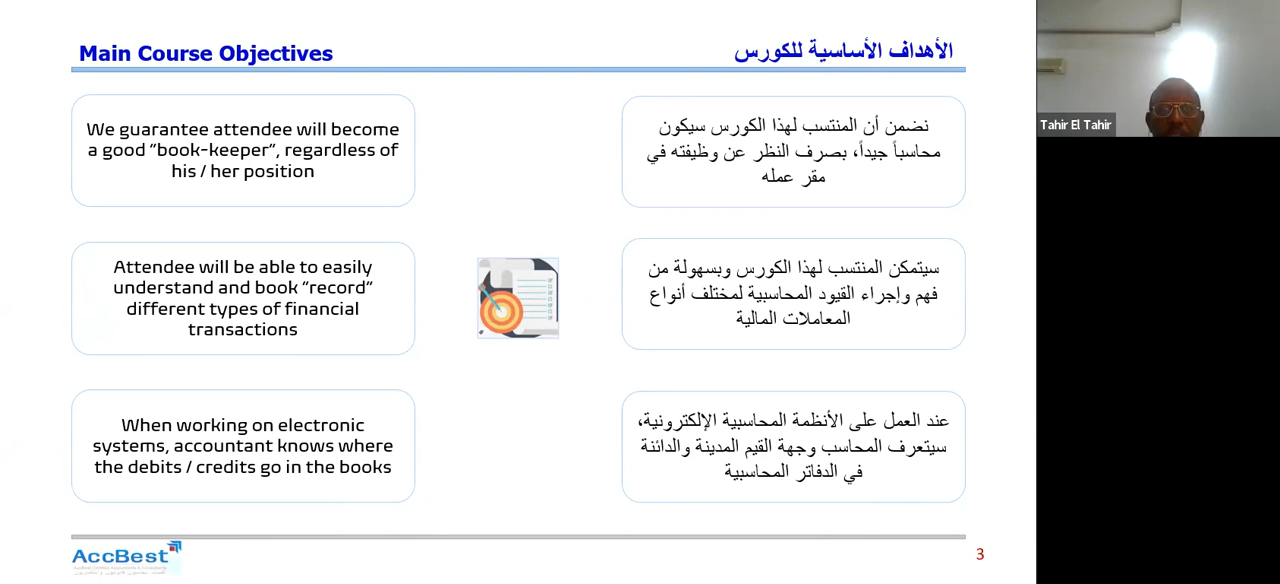 Main Course Objectives
الأهداف الأساسية للكورس
We guarantee attendee will become
a good “book-keeper”, regardless of
his / her position
نضمن أن المنتسب لهذا الكورس سيكون
محاسباً جيداً، بصرف النظر عن وظيفته في
مقر عمله
Attendee will be able to easily
understand and book “record”
different types of financial
transactions
سيتمكن المنتسب لهذا الكورس وبسهولة من
فهم وإجراء القيود المحاسبية لمختلف أنواع
المعاملات المالية
When working on electronic
systems, accountant knows where
the debits / credits go in the books
عند العمل على الأنظمة المحاسبية الإلكترونية،
سيتعرف المحاسب وجهة القيم المدينة والدائنة
في الدفاتر المحاسبية
AccBest
3
Tahir El Tahir